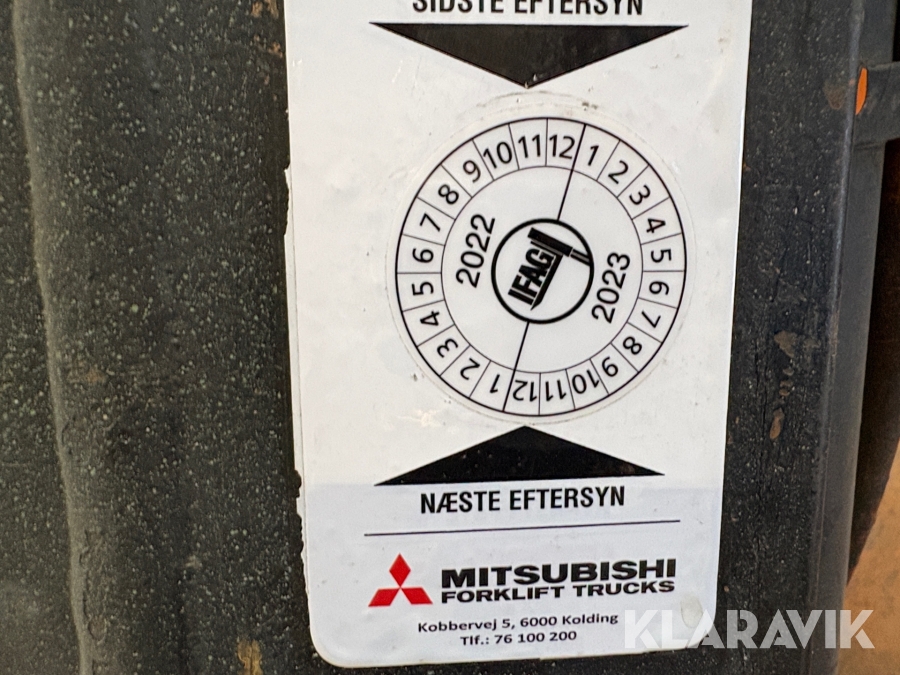 SIDSTE EFTERSYN
1 2 3 4 5 6 7 8 9 10 11 12
2022
IFAG
2023
1 2 3 4 5 6 7 8 9 10 11 12
NÆSTE EFTERSYN
MITSUBISHI
FORKLIFT TRUCKS
Kobbervej 5, 6000 Kolding
Tlf.: 76 100 200
KLARAVIK